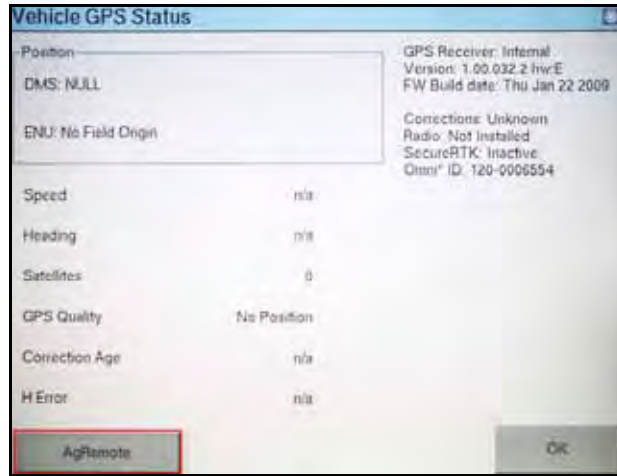 Vehicle GPS Status
Position
DMS: NULL
ENU: No Field Origin
GPS Receiver: Internal
Version: 1.00.032.2 hw:E
FW Build date: Thu Jan 22 2009
Corrections: Unknown
Radio: Not Installed
SecureRTK: Inactive
Omni* ID: 120-0006554
Speed n/a
Heading n/a
Satellites 0
GPS Quality No Position
Correction Age n/a
H Error n/a
AgRemote
OK